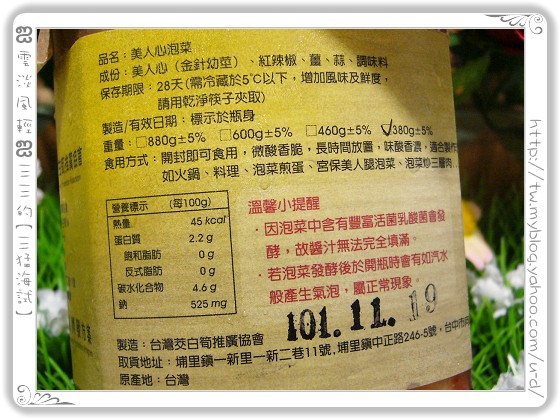 品名：美人心泡菜
成份：美人心（金針幼莖）、紅辣椒、薑、蒜、調味料
保存期限：28天(需冷藏於5℃以下，增加風味及鮮度，
請用乾淨筷子夾取)
製造/有效日期：標示於瓶身
重量：□880g±5% □600g±5% □460g±5% ☑380g±5%
食用方式：開封即可食用，微酸香脆，長時間放置，味酸香濃，適合製作
如火鍋、料理、泡菜煎蛋、宮保美人腿泡菜、泡菜炒三層肉
營養標示 (每100g)
熱量 45 kcal
蛋白質 2.2 g
飽和脂肪 0 g
反式脂肪 0 g
碳水化合物 4.6 g
鈉 525 mg
溫馨小提醒
·因泡菜中含有豐富活菌乳酸菌會發
酵，故醬汁無法完全填滿。
·若泡菜發酵後於開瓶時會有如汽水
般產生氣泡，屬正常現象。
101.11.19
製造：台灣茭白筍推廣協會
取貨地址：埔里鎮一新里一新二巷11號,埔里鎮中正路246-5號,台中市
原產地：台灣
雲淡風輕
三三的【三猛海試】
http://tw.myblog.yahoo.com/u-d/